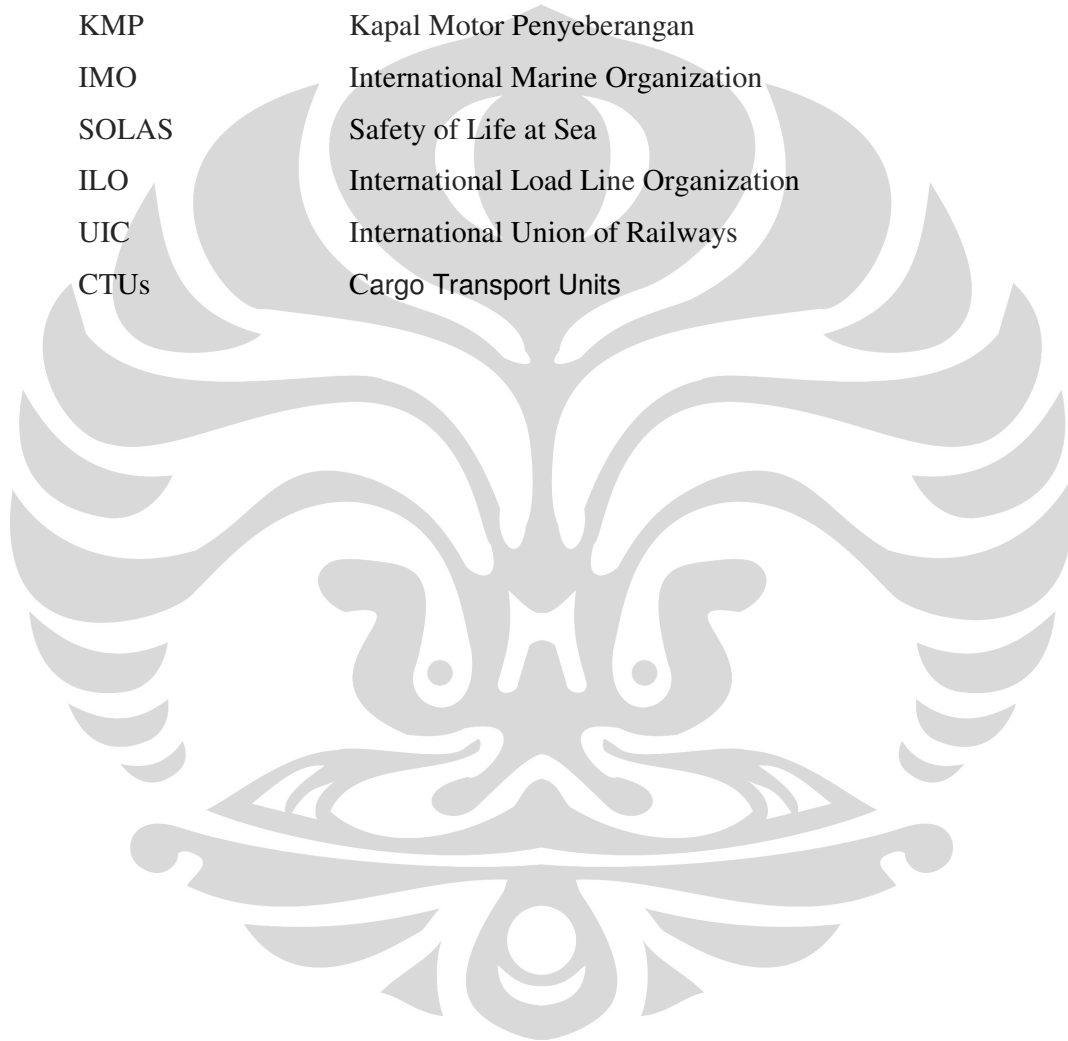 KMP Kapal Motor Penyeberangan
IMO International Marine Organization
SOLAS Safety of Life at Sea
ILO International Load Line Organization
UIC International Union of Railways
CTUs Cargo Transport Units